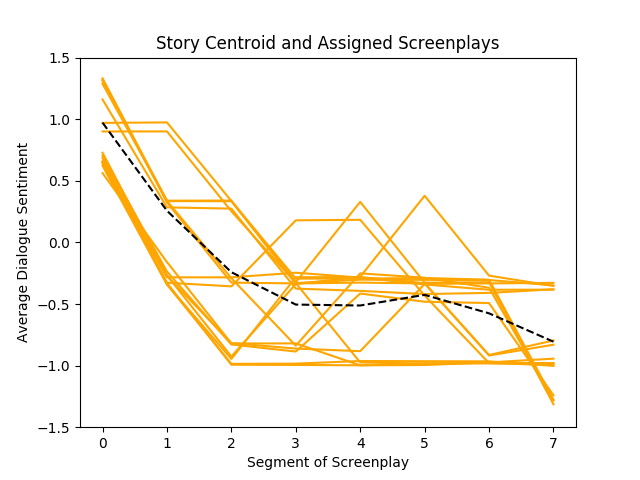 Story Centroid and Assigned Screenplays
1.5
1.0
0.5
0.0
−0.5
−1.0
−1.5
Average Dialogue Sentiment
0 1 2 3 4 5 6 7
Segment of Screenplay